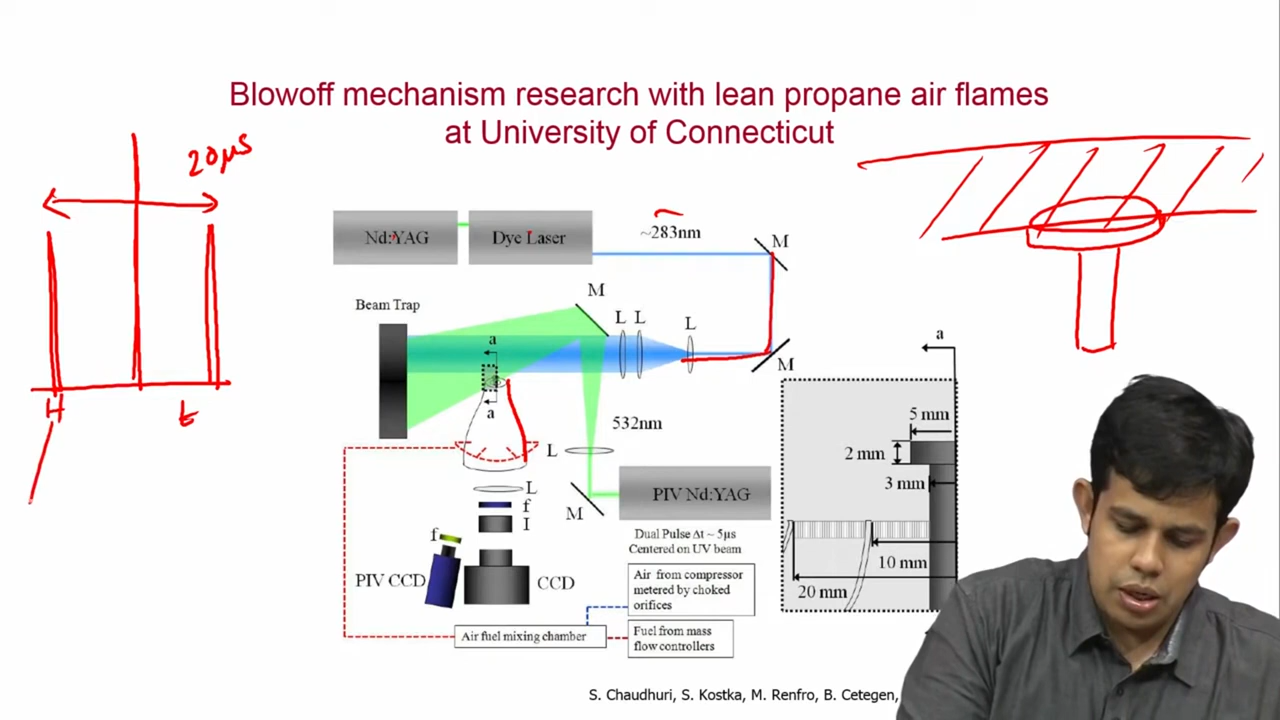 Blowoff mechanism research with lean propane air flames
at University of Connecticut
20μs
t
Nd:YAG
Dye Laser
~283nm
M
M
Beam Trap
L
L
L
M
a
a
532nm
L
L
f
I
M
PIV Nd:YAG
Dual Pulse Δt ~ 5μs
Centered on UV beam
f
PIV CCD
CCD
Air from compressor
metered by choked
orifices
Air fuel mixing chamber
Fuel from mass
flow controllers
a
5 mm
2 mm
3 mm
10 mm
20 mm
S. Chaudhuri, S. Kostka, M. Renfro, B. Cetegen,